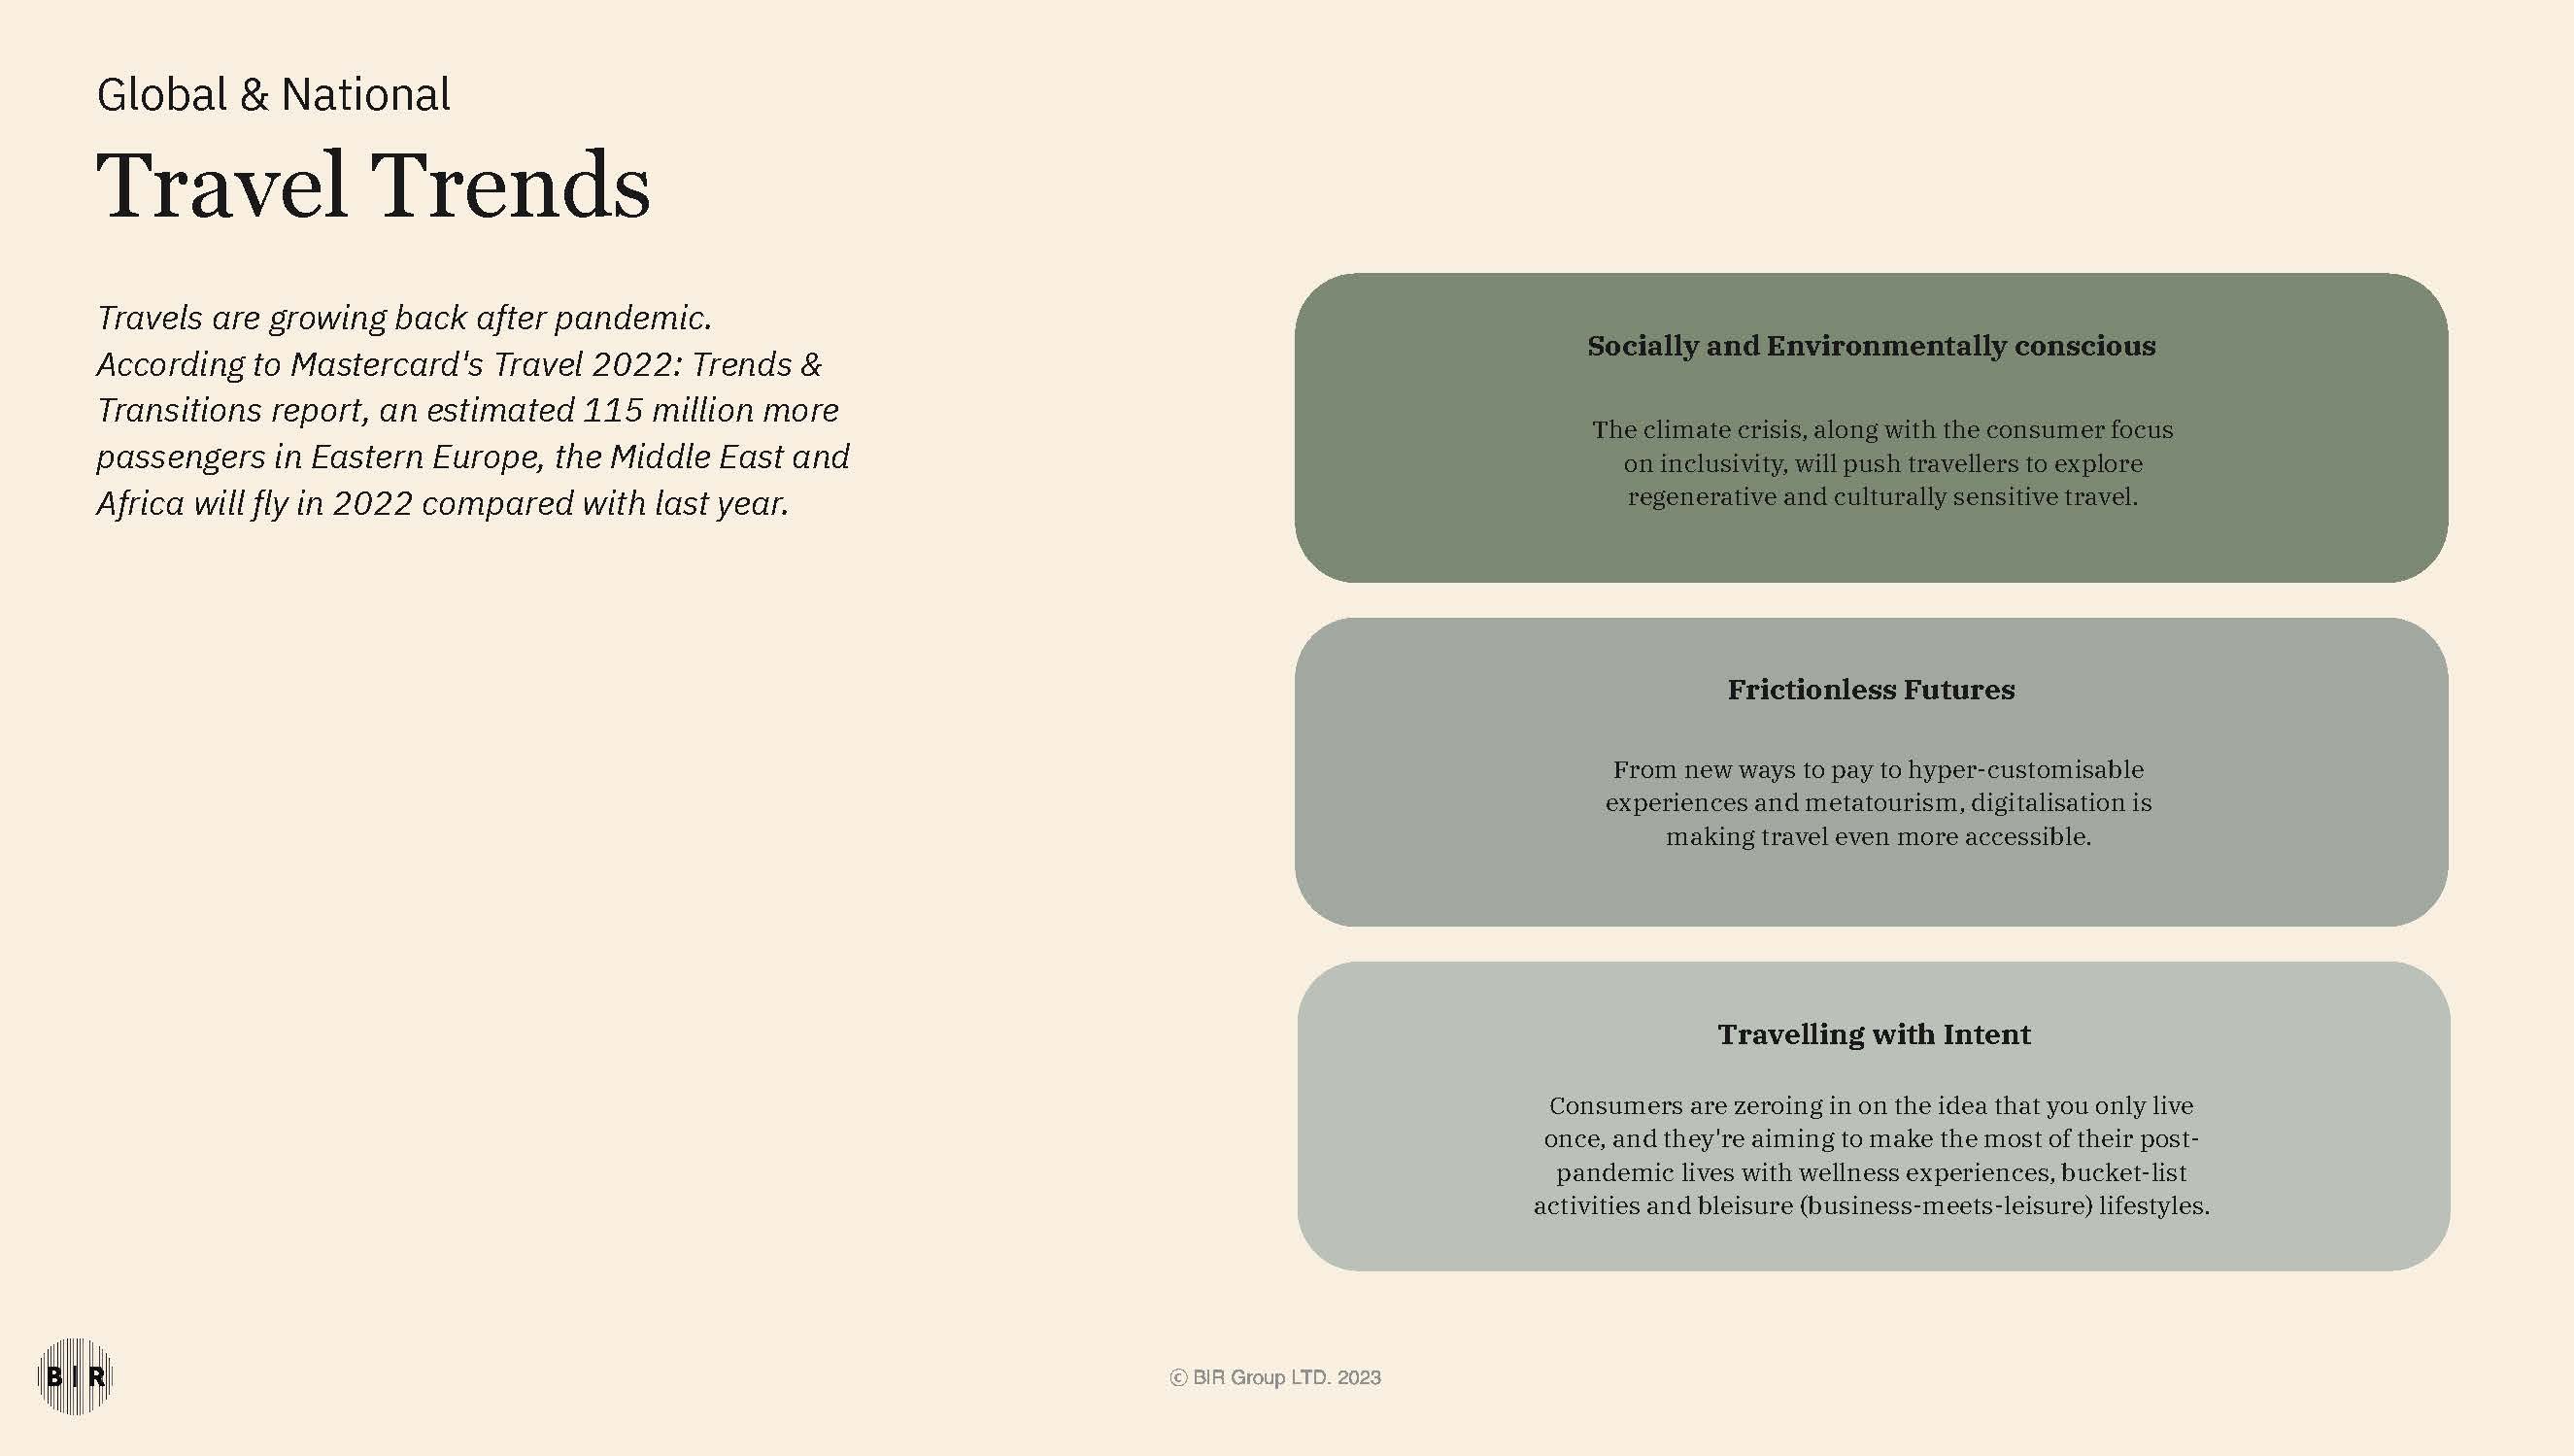 Global & National
Travel Trends
Travels are growing back after pandemic.
According to Mastercard's Travel 2022: Trends &
Transitions report, an estimated 115 million more
passengers in Eastern Europe, the Middle East and
Africa will fly in 2022 compared with last year.
Socially and Environmentally conscious
The climate crisis, along with the consumer focus
on inclusivity, will push travellers to explore
regenerative and culturally sensitive travel.
Frictionless Futures
From new ways to pay to hyper-customisable
experiences and metatourism, digitalisation is
making travel even more accessible.
Travelling with Intent
Consumers are zeroing in on the idea that you only live
once, and they're aiming to make the most of their post-
pandemic lives with wellness experiences, bucket-list
activities and bleisure (business-meets-leisure) lifestyles.
B I R
© BIR Group LTD. 2023